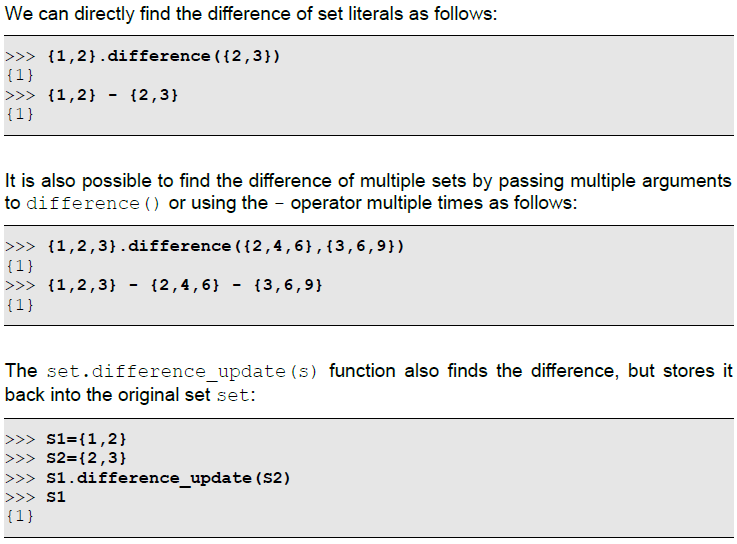 We can directly find the difference of set literals as follows:
>>> {1,2}.difference({2,3})
{1}
>>> {1,2} - {2,3}
{1}
It is also possible to find the difference of multiple sets by passing multiple arguments
to difference() or using the - operator multiple times as follows:
>>> {1,2,3}.difference({2,4,6},{3,6,9})
{1}
>>> {1,2,3} - {2,4,6} - {3,6,9}
{1}
The set.difference_update(s) function also finds the difference, but stores it
back into the original set set:
>>> S1={1,2}
>>> S2={2,3}
>>> S1.difference_update(S2)
>>> S1
{1}